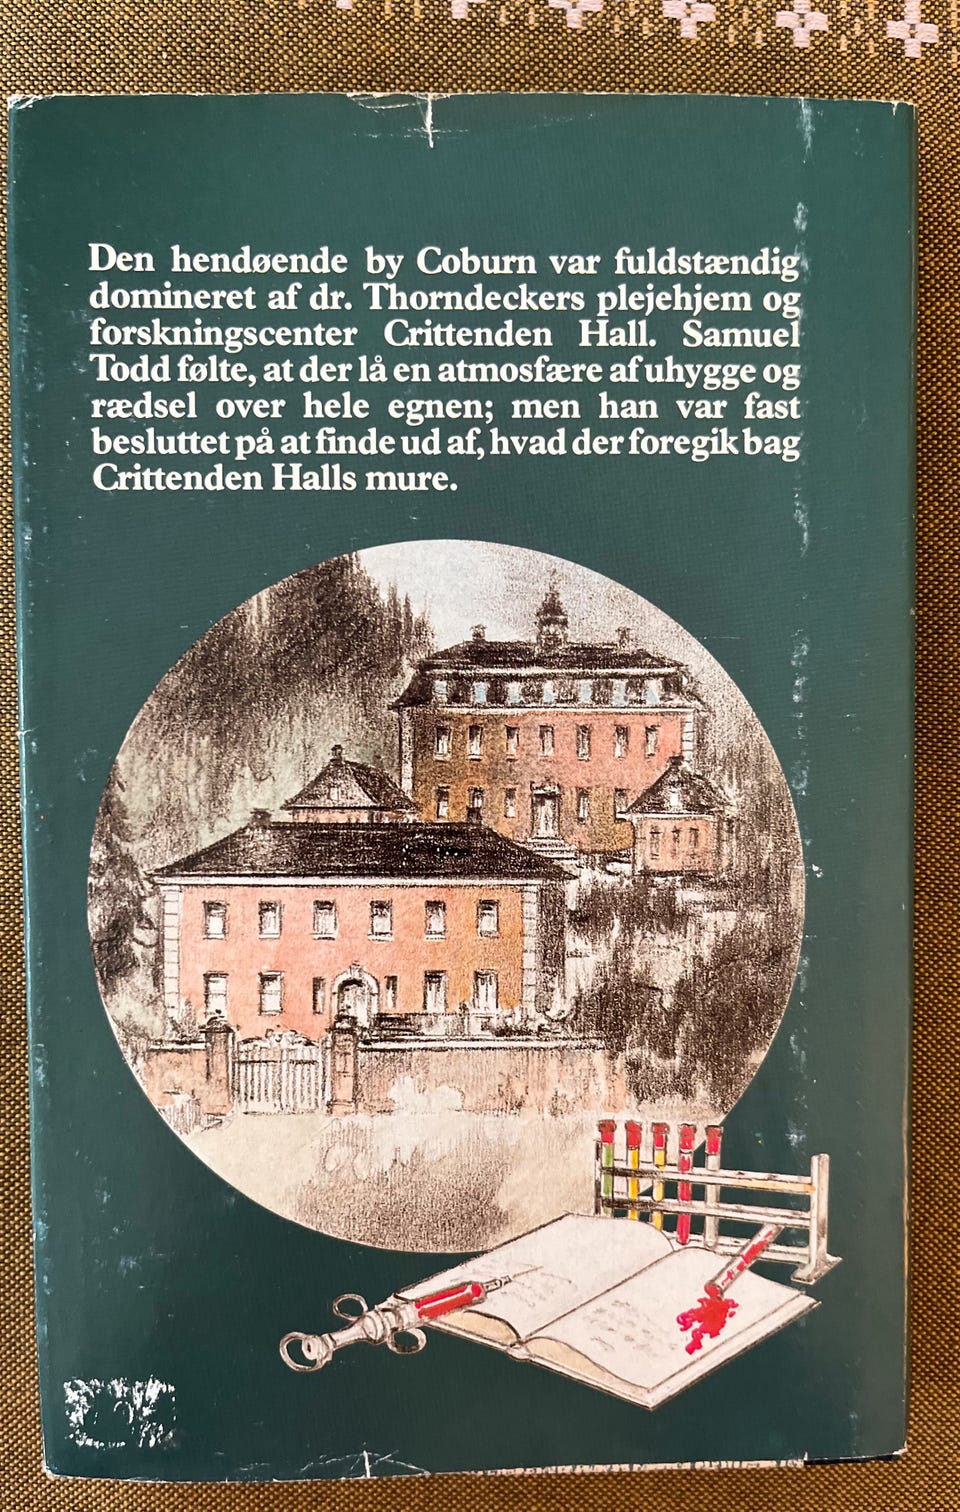 Den hendøende by Coburn var fuldstændig
domineret af dr. Thorndeckers plejehjem og
forskningscenter Crittenden Hall. Samuel
Todd følte, at der lå en atmosfære af uhygge og
rædsel over hele egnen; men han var fast
besluttet på at finde ud af, hvad der foregik bag
Crittenden Halls mure.